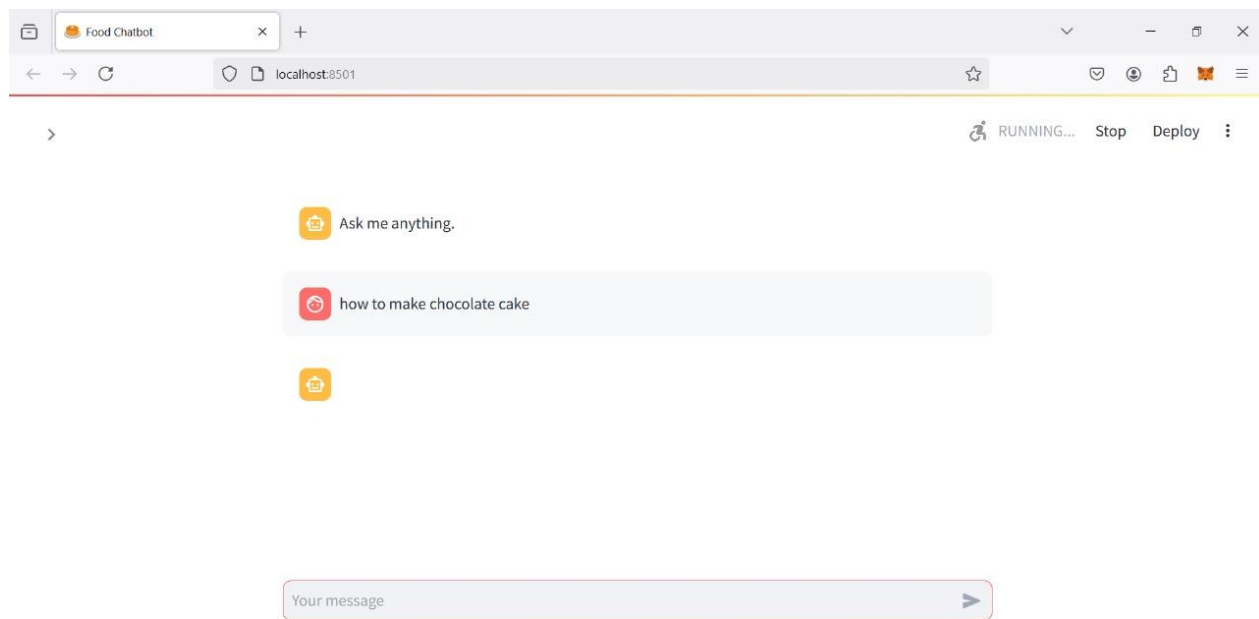 Food Chatbot
localhost:8501
RUNNING... Stop Deploy
Ask me anything.
how to make chocolate cake
Your message